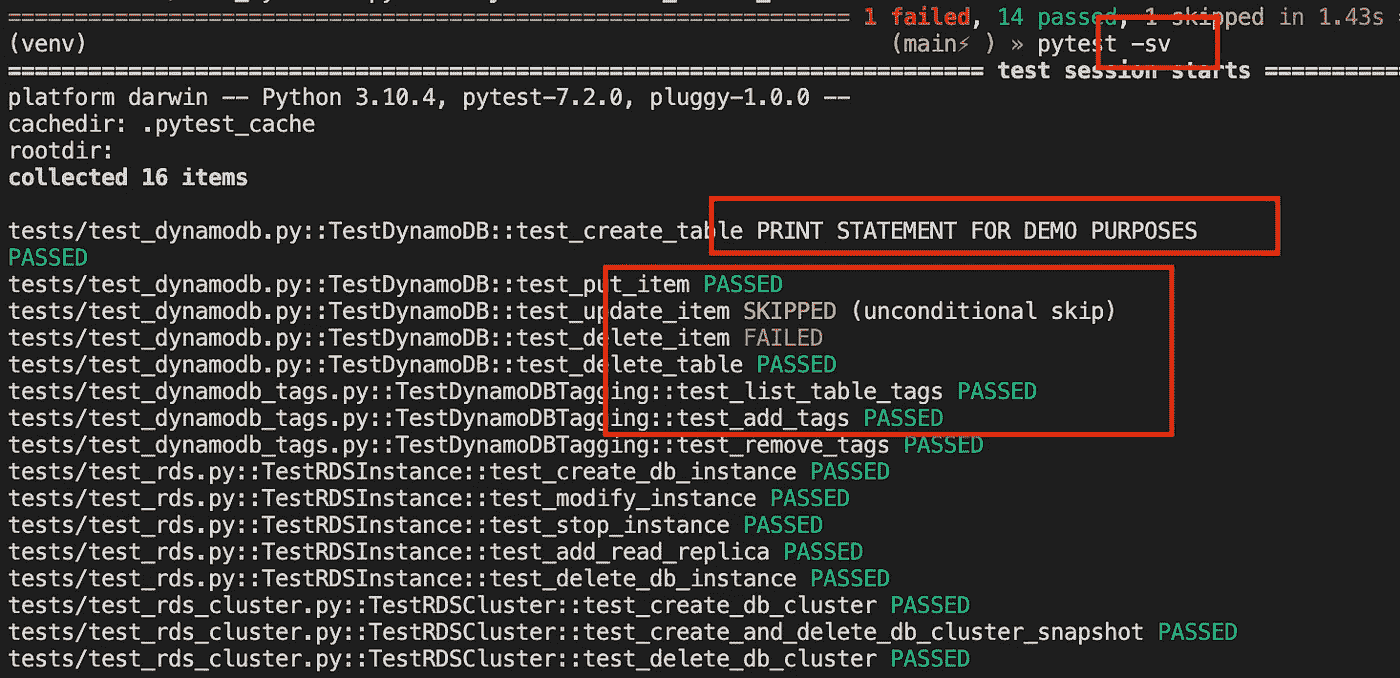 ============================================================== 1 failed, 14 passed, 1 skipped in 1.43s =
(venv) (main⚡ ) » pytest -sv
========================================================================= test session starts ==========
platform darwin -- Python 3.10.4, pytest-7.2.0, pluggy-1.0.0 --
cachedir: .pytest_cache
rootdir:
collected 16 items
tests/test_dynamodb.py::TestDynamoDB::test_create_table PRINT STATEMENT FOR DEMO PURPOSES
PASSED
tests/test_dynamodb.py::TestDynamoDB::test_put_item PASSED
tests/test_dynamodb.py::TestDynamoDB::test_update_item SKIPPED (unconditional skip)
tests/test_dynamodb.py::TestDynamoDB::test_delete_item FAILED
tests/test_dynamodb.py::TestDynamoDB::test_delete_table PASSED
tests/test_dynamodb_tags.py::TestDynamoDBTagging::test_list_table_tags PASSED
tests/test_dynamodb_tags.py::TestDynamoDBTagging::test_add_tags PASSED
tests/test_dynamodb_tags.py::TestDynamoDBTagging::test_remove_tags PASSED
tests/test_rds.py::TestRDSInstance::test_create_db_instance PASSED
tests/test_rds.py::TestRDSInstance::test_modify_instance PASSED
tests/test_rds.py::TestRDSInstance::test_stop_instance PASSED
tests/test_rds.py::TestRDSInstance::test_add_read_replica PASSED
tests/test_rds.py::TestRDSInstance::test_delete_db_instance PASSED
tests/test_rds_cluster.py::TestRDSCluster::test_create_db_cluster PASSED
tests/test_rds_cluster.py::TestRDSCluster::test_create_and_delete_db_cluster_snapshot PASSED
tests/test_rds_cluster.py::TestRDSCluster::test_delete_db_cluster PASSED